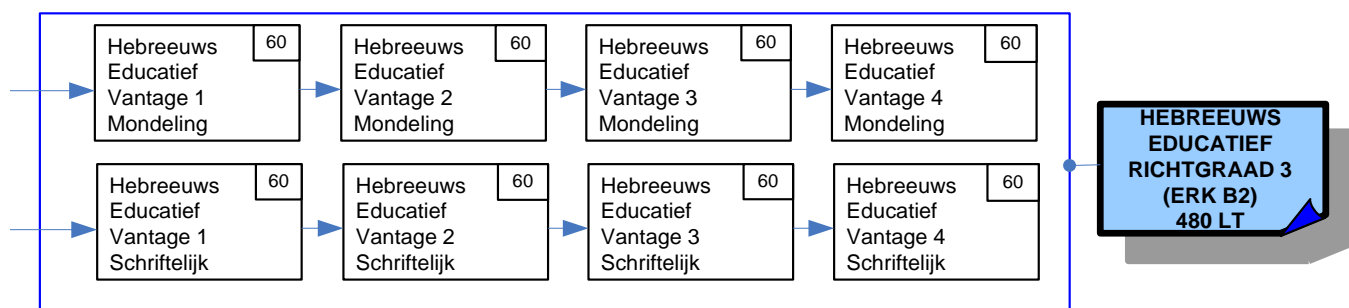 Hebreeuws
Educatief
Vantage 1
Mondeling
60
Hebreeuws
Educatief
Vantage 2
Mondeling
60
Hebreeuws
Educatief
Vantage 3
Mondeling
60
Hebreeuws
Educatief
Vantage 4
Mondeling
60
Hebreeuws
Educatief
Vantage 1
Schriftelijk
60
Hebreeuws
Educatief
Vantage 2
Schriftelijk
60
Hebreeuws
Educatief
Vantage 3
Schriftelijk
60
Hebreeuws
Educatief
Vantage 4
Schriftelijk
60
HEBREEUWS
EDUCATIEF
RICHTGRAAD 3
(ERK B2)
480 LT